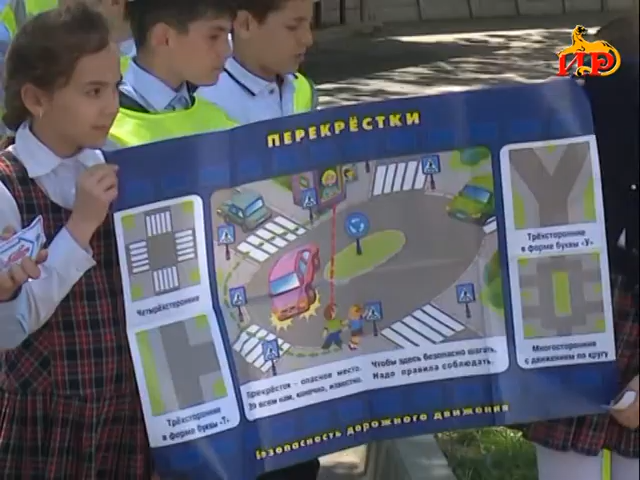 ПЕРЕКРЁСТКИ
Четырёхсторонние
Трёхсторонние
в форме буквы «Т»
Перекрёсток – опасное место.
Это всем нам, конечно, известно.
Чтобы здесь безопасно шагать,
Надо правила соблюдать.
Трёхсторонние
в форме буквы «У»
Многосторонние
с движением по кругу
Безопасность дорожного движения